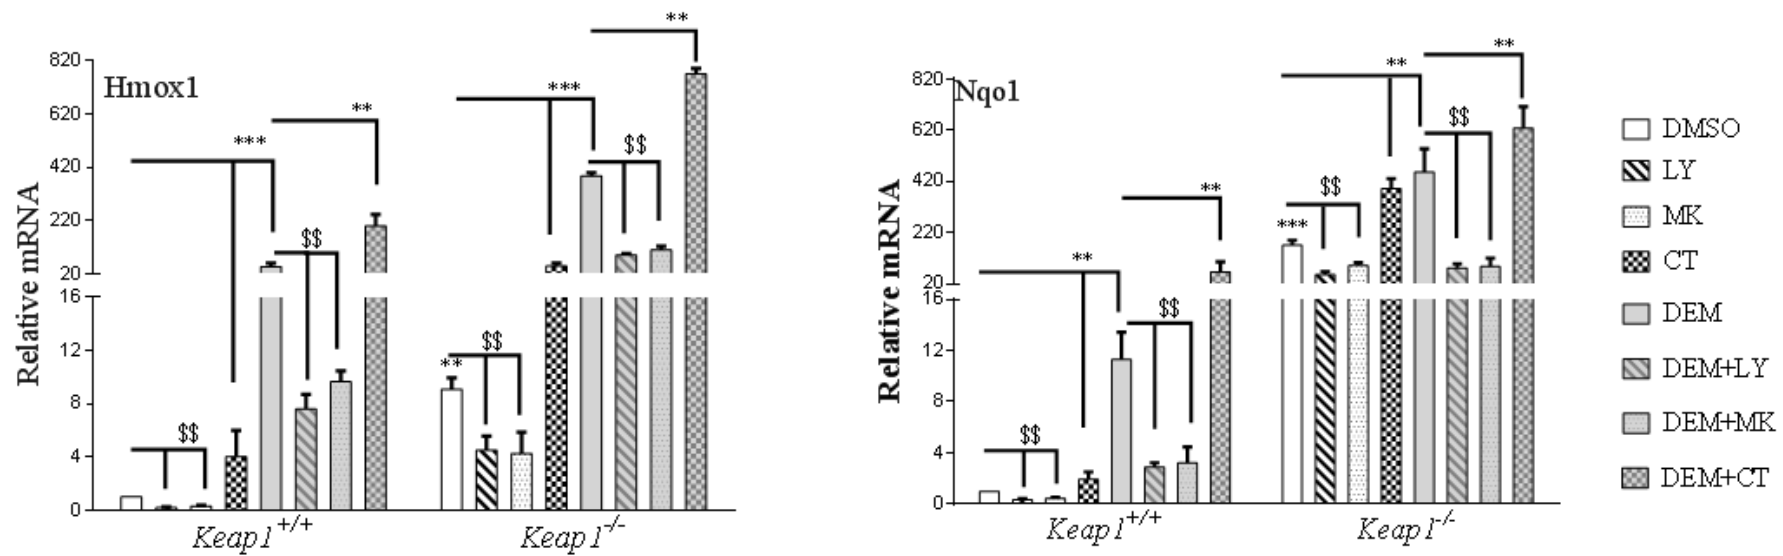 Hmox1
Relative mRNA
820
620
420
220
20
16
12
8
4
0
$$
***
$$
**
**
$$
***
$$
**
Keap1+/+
Keap1-/-
Nqo1
Relative mRNA
820
620
420
220
20
16
12
8
4
0
$$
**
$$
**
***
$$
**
$$
**
Keap1+/+
Keap1-/-
DMSO
LY
MK
CT
DEM
DEM+LY
DEM+MK
DEM+CT